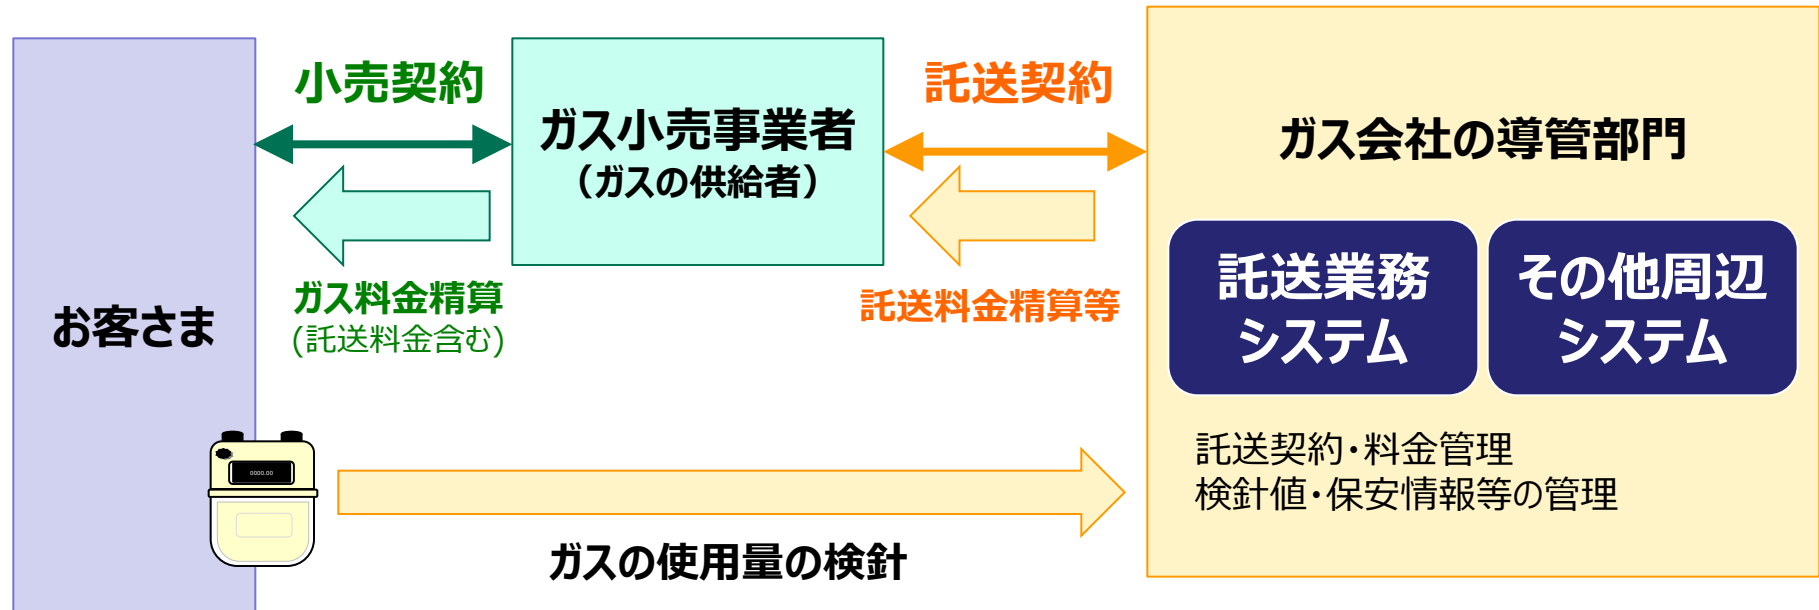 お客さま
小売契約
ガス料金精算
(託送料金含む)
ガス小売事業者
（ガスの供給者）
託送契約
託送料金精算等
ガス会社の導管部門
託送業務
システム
その他周辺
システム
託送契約・料金管理
検針値・保安情報等の管理
0000.00
ガスの使用量の検針